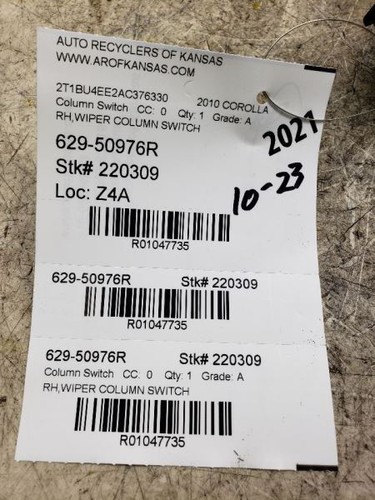 AUTO RECYCLERS OF KANSAS
WWW.AROFKANSAS.COM
2T1BU4EE2AC376330 2010 COROLLA
Column Switch CC: 0 Qty: 1 Grade: A
RH,WIPER COLUMN SWITCH
2021
629-50976R
10-23
Stk# 220309
Loc: Z4A
R01047735
629-50976R Stk# 220309
R01047735
629-50976R Stk# 220309
Column Switch CC: 0 Qty: 1 Grade: A
RH,WIPER COLUMN SWITCH
R01047735